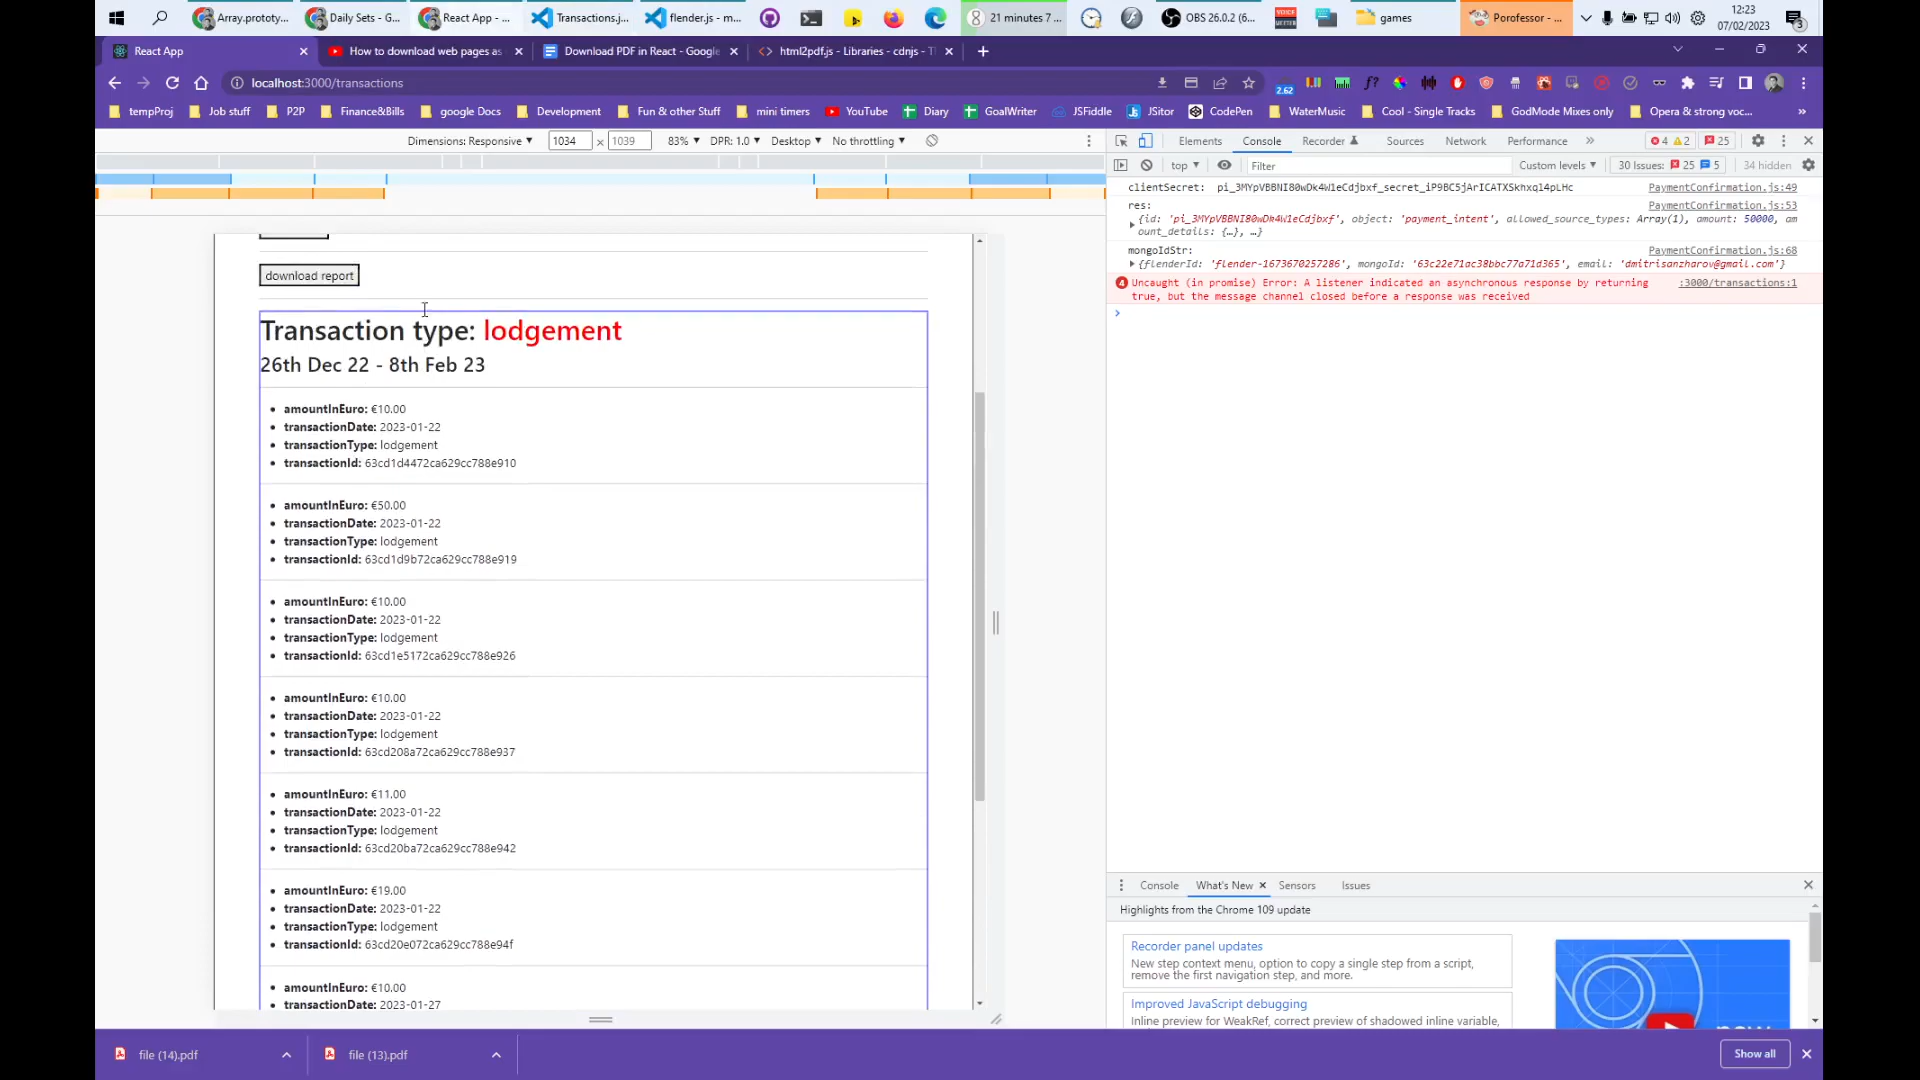 Array.prototy...
Daily Sets - G...
React App - ...
Transactions.j...
flender.js - m...
21 minutes 7 ...
OBS 26.0.2 (6...
games
Porofessor - ...
12:23
07/02/2023
React App
How to download web pages as
Download PDF in React - Google
html2pdf.js - Libraries - cdnjs - Th
localhost:3000/transactions
2.62
tempProj
Job stuff
P2P
Finance&Bills
google Docs
Development
Fun & other Stuff
mini timers
YouTube
Diary
GoalWriter
JSFiddle
JSitor
CodePen
WaterMusic
Cool - Single Tracks
GodMode Mixes only
Opera & strong voc...
»
Dimensions: Responsive
1034 × 1039
83%
DPR: 1.0
Desktop
No throttling
Elements
Console
Recorder
Sources
Network
Performance
»
4
2
25
top
Filter
Custom levels
30 Issues: 25 5
34 hidden
clientSecret: pi_3MYpVBBNI80wDk4W1eCdjbxf_secret_iP9BC5jArICATXSkhxql4pLHc
PaymentConfirmation.js:49
res:
PaymentConfirmation.js:53
{id: 'pi_3MYpVBBNI80wDk4W1eCdjbxf', object: 'payment_intent', allowed_source_types: Array(1), amount: 50000, am
ount_details: {…}, …}
mongoIdStr:
PaymentConfirmation.js:68
{flenderId: 'flender-1673670257286', mongoId: '63c22e71ac38bbc77a71d365', email: 'dmitrisanzharov@gmail.com'}
4
Uncaught (in promise) Error: A listener indicated an asynchronous response by returning
:3000/transactions:1
true, but the message channel closed before a response was received
download report
Transaction type: lodgement
26th Dec 22 - 8th Feb 23
amountInEuro: €10.00
transactionDate: 2023-01-22
transactionType: lodgement
transactionId: 63cd1d4472ca629cc788e910
amountInEuro: €50.00
transactionDate: 2023-01-22
transactionType: lodgement
transactionId: 63cd1d9b72ca629cc788e919
amountInEuro: €10.00
transactionDate: 2023-01-22
transactionType: lodgement
transactionId: 63cd1e5172ca629cc788e926
amountInEuro: €10.00
transactionDate: 2023-01-22
transactionType: lodgement
transactionId: 63cd208a72ca629cc788e937
amountInEuro: €11.00
transactionDate: 2023-01-22
transactionType: lodgement
transactionId: 63cd20ba72ca629cc788e942
amountInEuro: €19.00
transactionDate: 2023-01-22
transactionType: lodgement
transactionId: 63cd20e072ca629cc788e94f
amountInEuro: €10.00
transactionDate: 2023-01-27
Console
What's New
Sensors
Issues
Highlights from the Chrome 109 update
Recorder panel updates
New step context menu, option to copy a single step from a script,
remove the first navigation step, and more.
Improved JavaScript debugging
Inline preview for WeakRef, correct preview of shadowed inline variable,
new
file (14).pdf
file (13).pdf
Show all